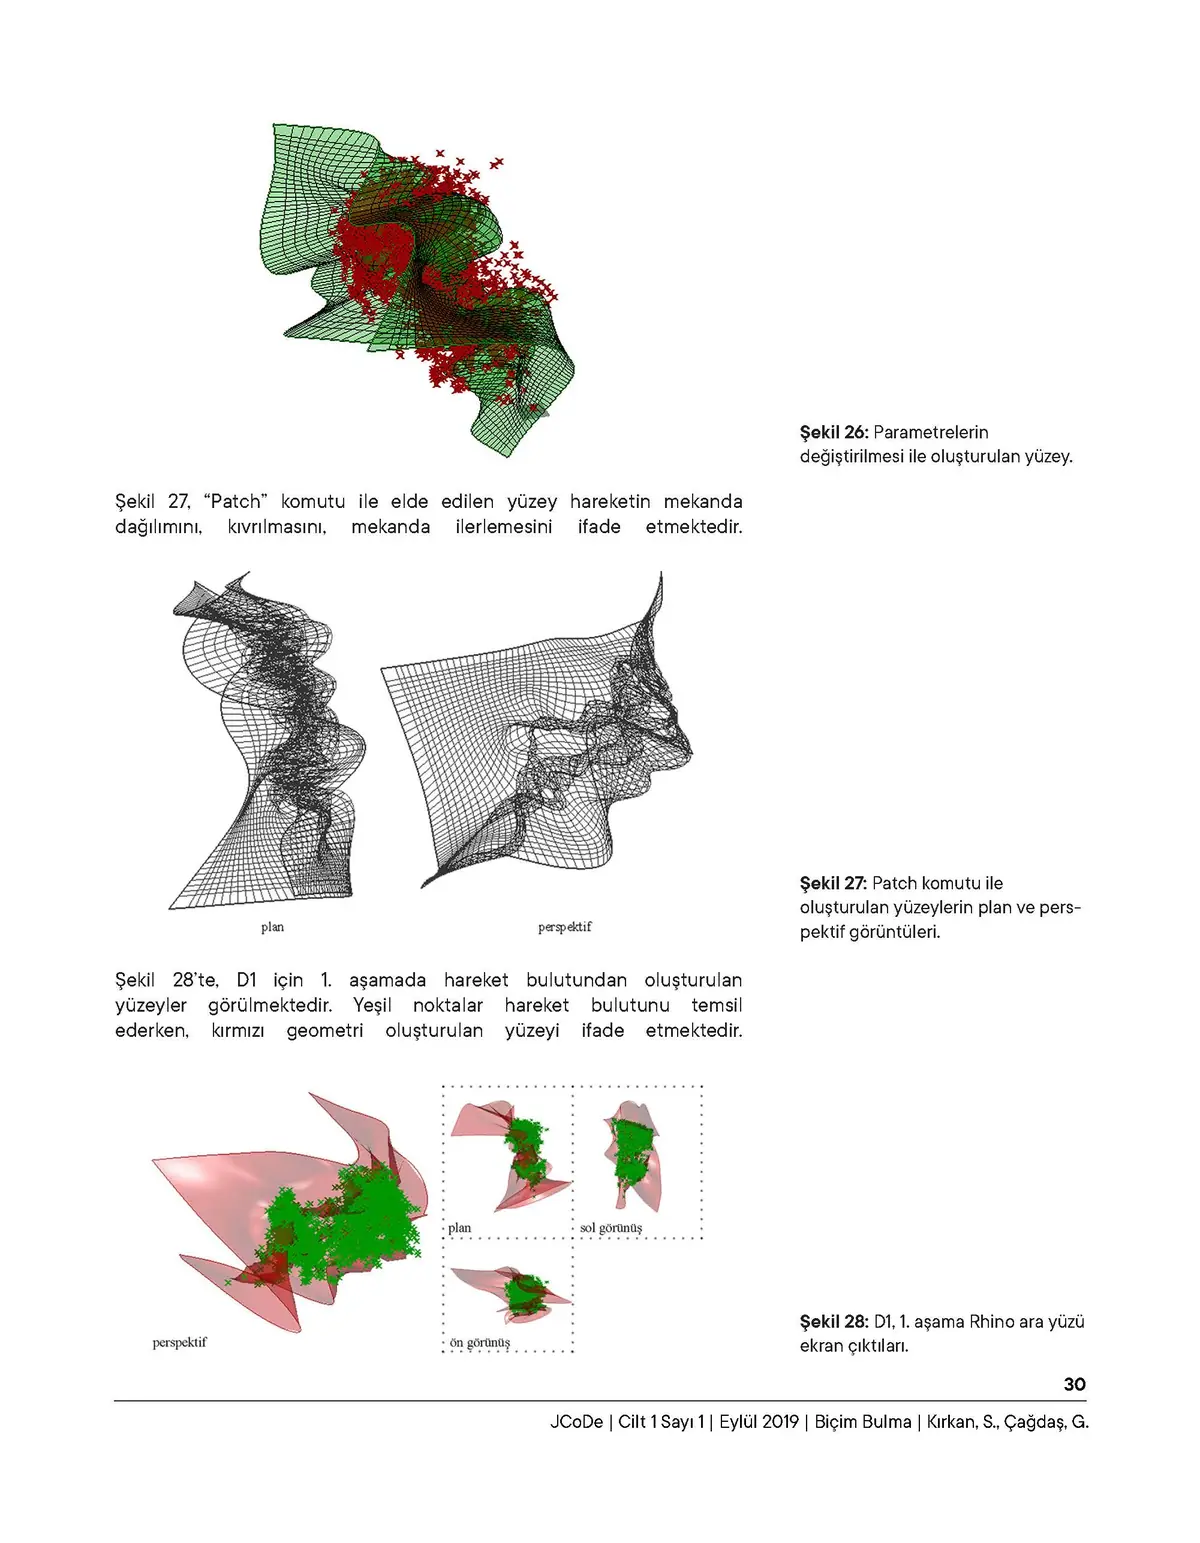 Şekil 26: Parametrelerin
değiştirilmesi ile oluşturulan yüzey.
Şekil 27, “Patch” komutu ile elde edilen yüzey hareketin mekanda
dağılımını, kıvrılmasını, mekanda ilerlemesini ifade etmektedir.
plan
perspektif
Şekil 27: Patch komutu ile
oluşturulan yüzeylerin plan ve pers-
pektif görüntüleri.
Şekil 28’te, D1 için 1. aşamada hareket bulutundan oluşturulan
yüzeyler görülmektedir. Yeşil noktalar hareket bulutunu temsil
ederken, kırmızı geometri oluşturulan yüzeyi ifade etmektedir.
plan
sol görünüş
perspektif
ön görünüş
Şekil 28: D1, 1. aşama Rhino ara yüzü
ekran çıktıları.
30
JCoDe | Cilt 1 Sayı 1 | Eylül 2019 | Biçim Bulma | Kırkan, S., Çağdaş, G.